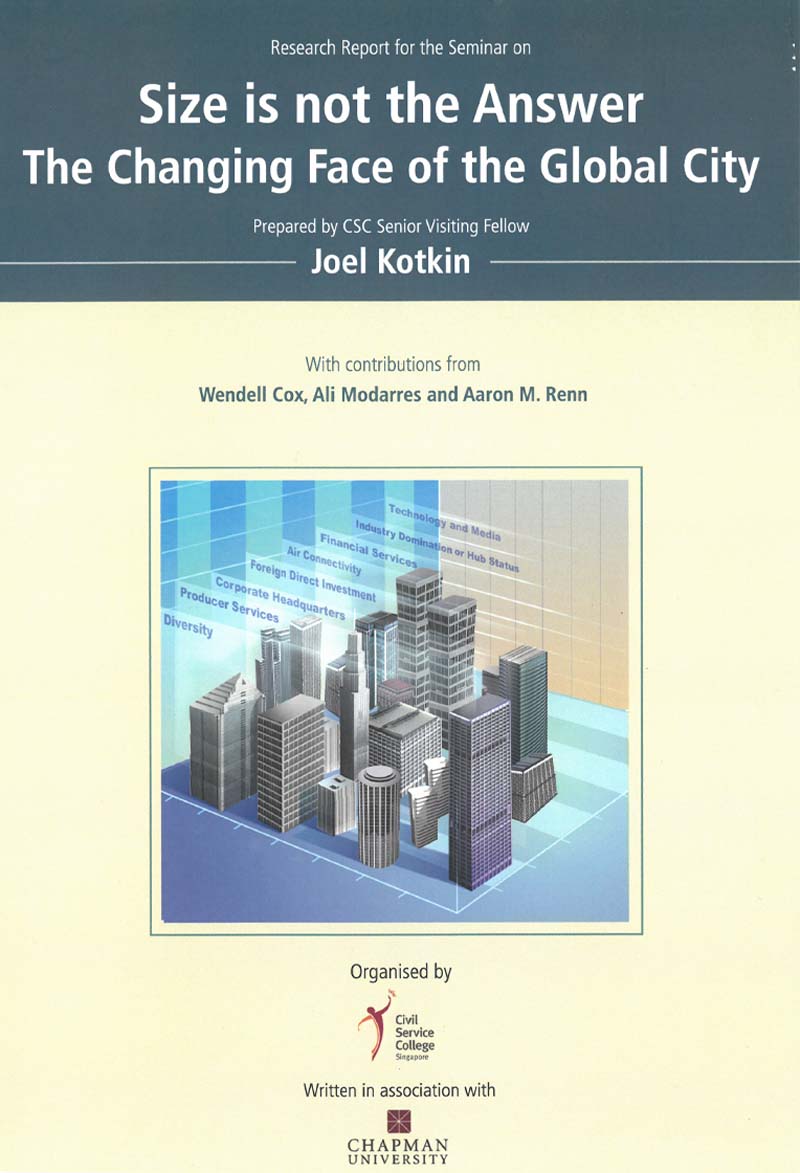 Research Report for the Seminar on
Size is not the Answer
The Changing Face of the Global City
Prepared by CSC Senior Visiting Fellow
Joel Kotkin
With contributions from
Wendell Cox, Ali Modarres and Aaron M. Renn
Technology and Media
Industry Domination or Hub Status
Financial Services
Air Connectivity
Foreign Direct Investment
Corporate Headquarters
Producer Services
Diversity
Organised by
Civil
Service
College
Singapore
Written in association with
CHAPMAN
UNIVERSITY